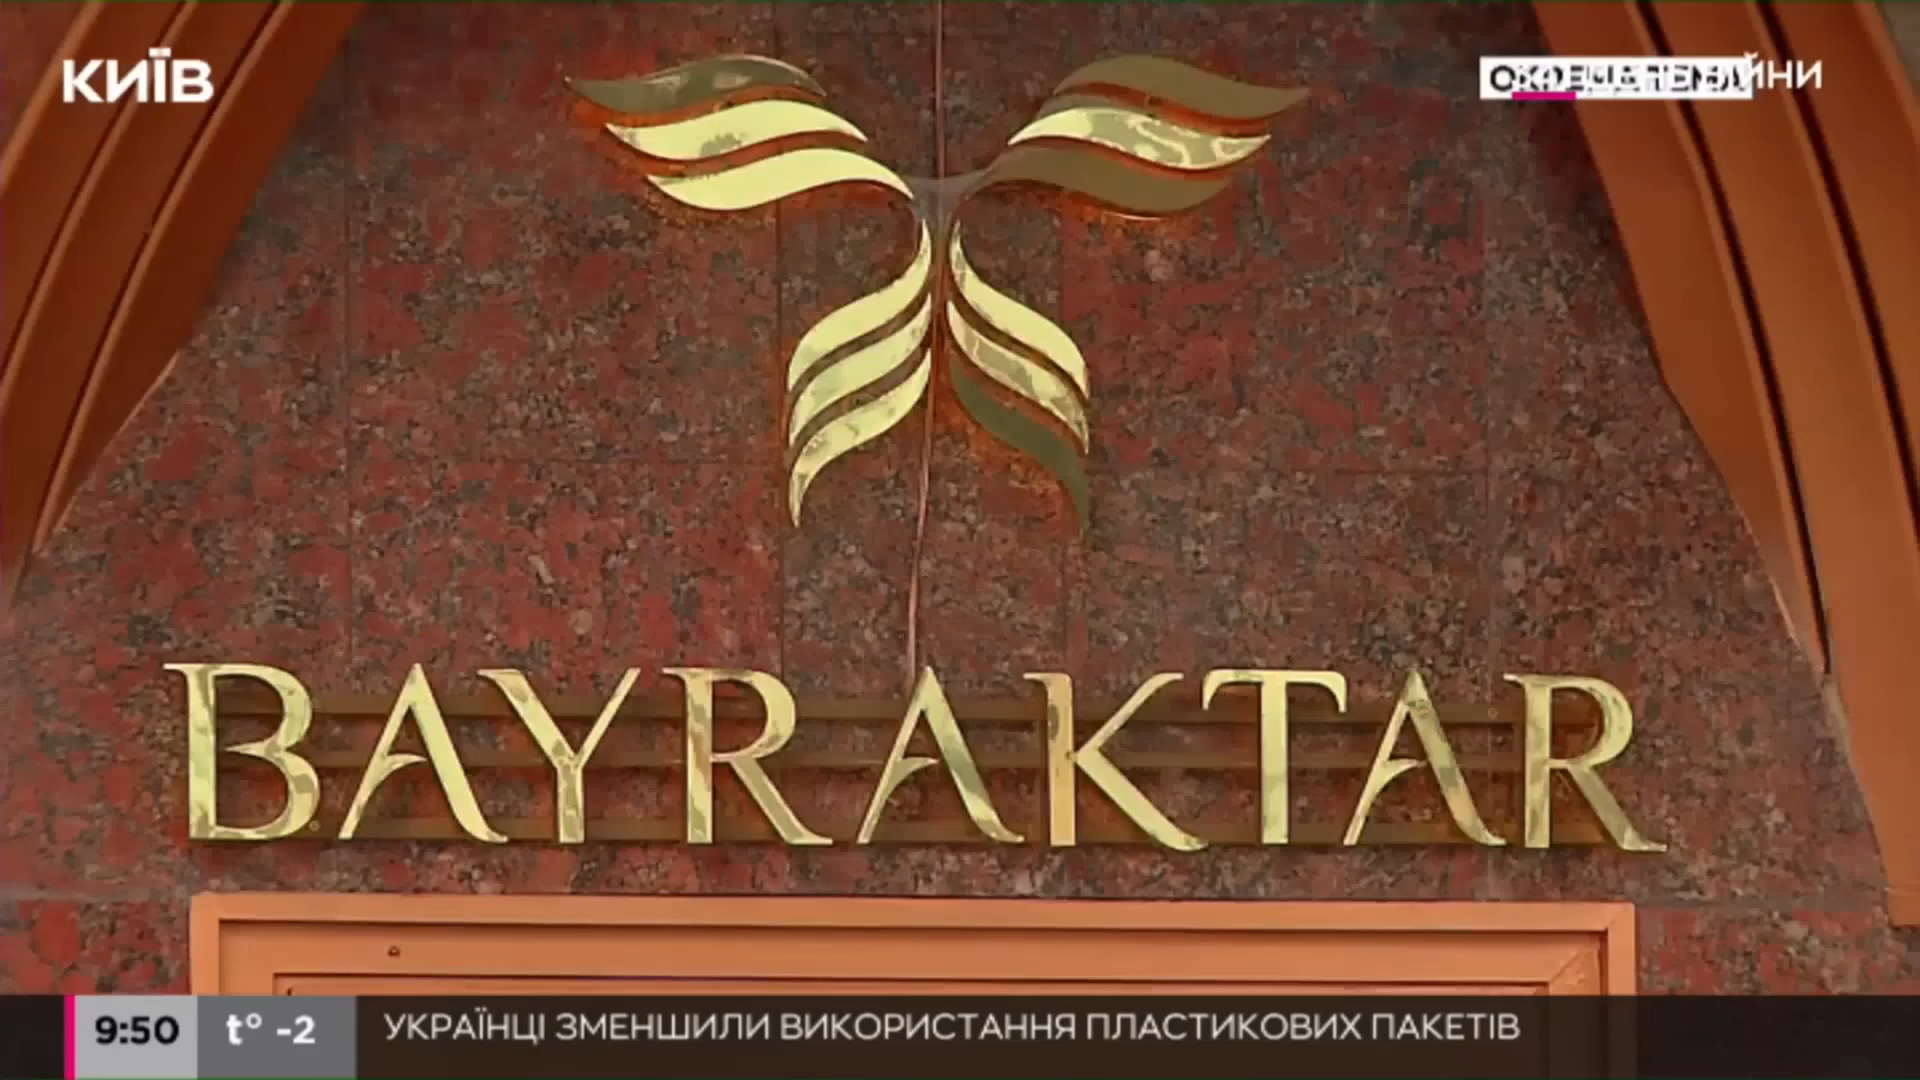 КИЇВ
BAYRAKTAR
9:50
t° -2
УКРАЇНЦІ ЗМЕНШИЛИ ВИКОРИСТАННЯ ПЛАСТИКОВИХ ПАКЕТІВ